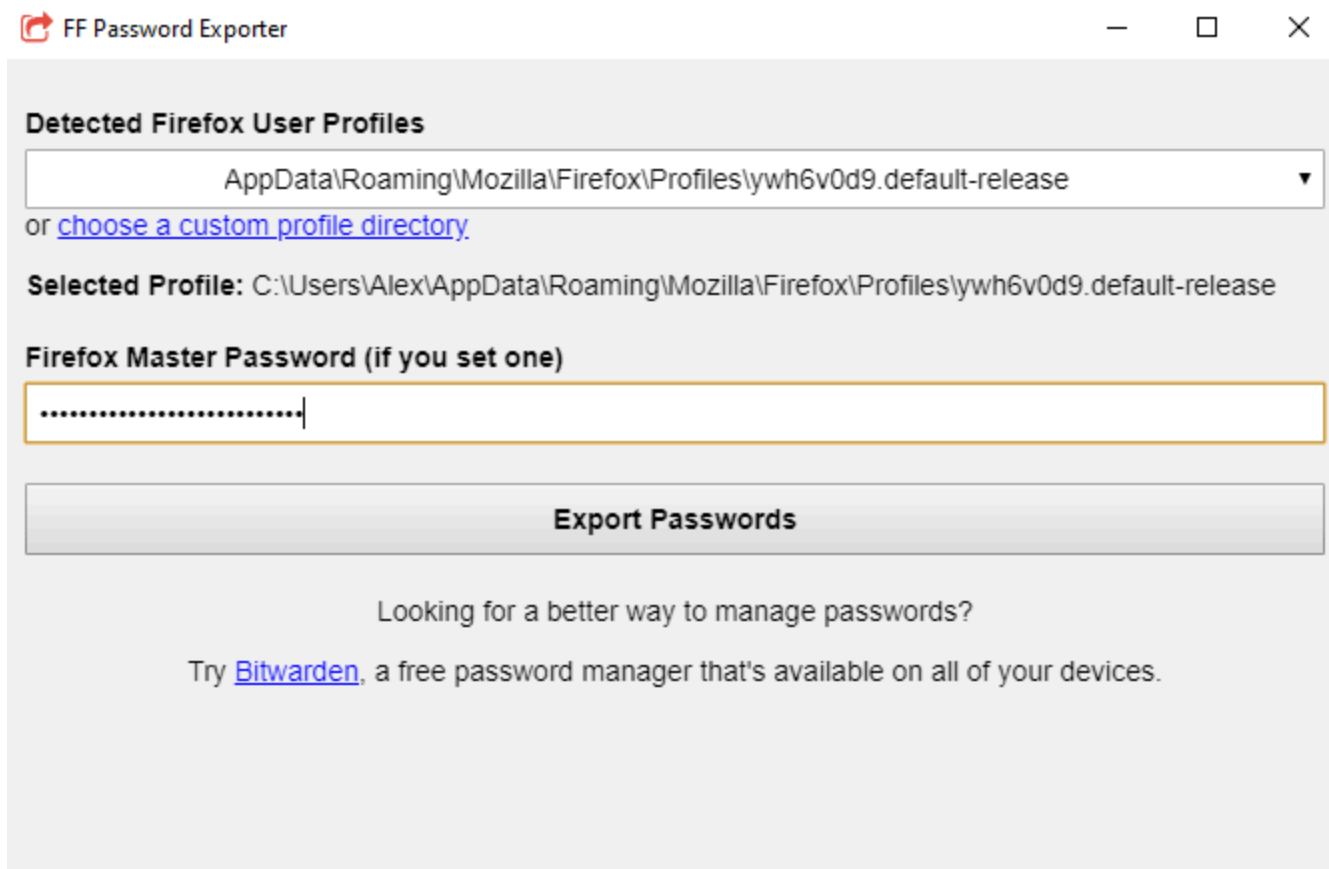 FF Password Exporter
Detected Firefox User Profiles
AppData\Roaming\Mozilla\Firefox\Profiles\ywh6v0d9.default-release
or choose a custom profile directory
Selected Profile: C:\Users\Alex\AppData\Roaming\Mozilla\Firefox\Profiles\ywh6v0d9.default-release
Firefox Master Password (if you set one)
•••••••••••••••••••••••••••
Export Passwords
Looking for a better way to manage passwords?
Try Bitwarden, a free password manager that's available on all of your devices.